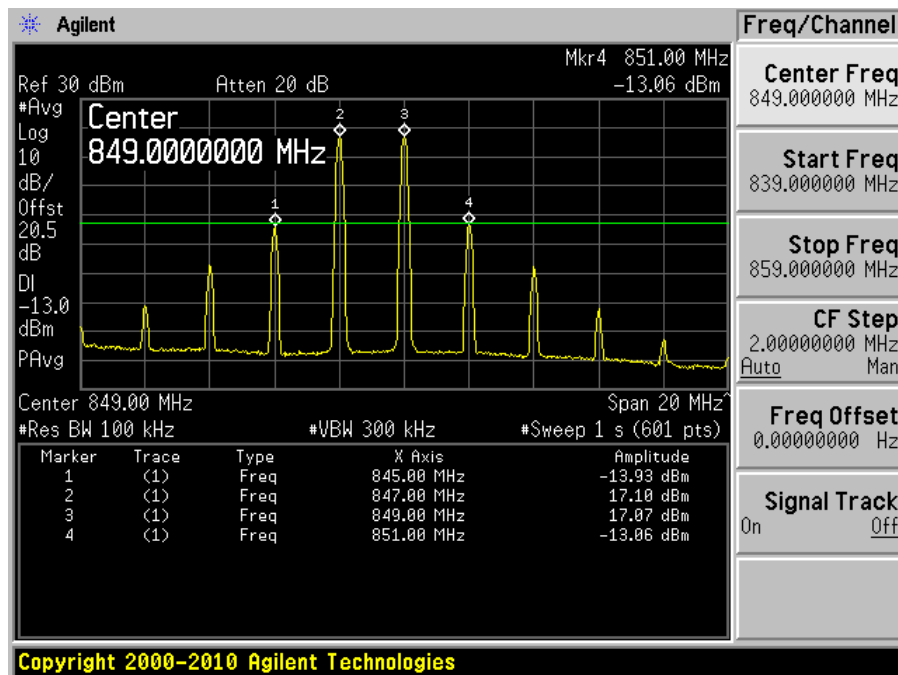 Agilent
Freq/Channel
Mkr4 851.00 MHz
Ref 30 dBm Atten 20 dB -13.06 dBm
#Avg
Log
10
dB/
Offst
20.5
dB
DI
-13.0
dBm
PAvg
Center
849.0000000 MHz
1
2
3
4
Center 849.00 MHz Span 20 MHz^
#Res BW 100 kHz #VBW 300 kHz #Sweep 1 s (601 pts)
Marker Trace Type X Axis Amplitude
1 (1) Freq 845.00 MHz -13.93 dBm
2 (1) Freq 847.00 MHz 17.10 dBm
3 (1) Freq 849.00 MHz 17.07 dBm
4 (1) Freq 851.00 MHz -13.06 dBm
Center Freq
849.000000 MHz
Start Freq
839.000000 MHz
Stop Freq
859.000000 MHz
CF Step
2.00000000 MHz
Auto Man
Freq Offset
0.00000000 Hz
Signal Track
On Off
Copyright 2000-2010 Agilent Technologies